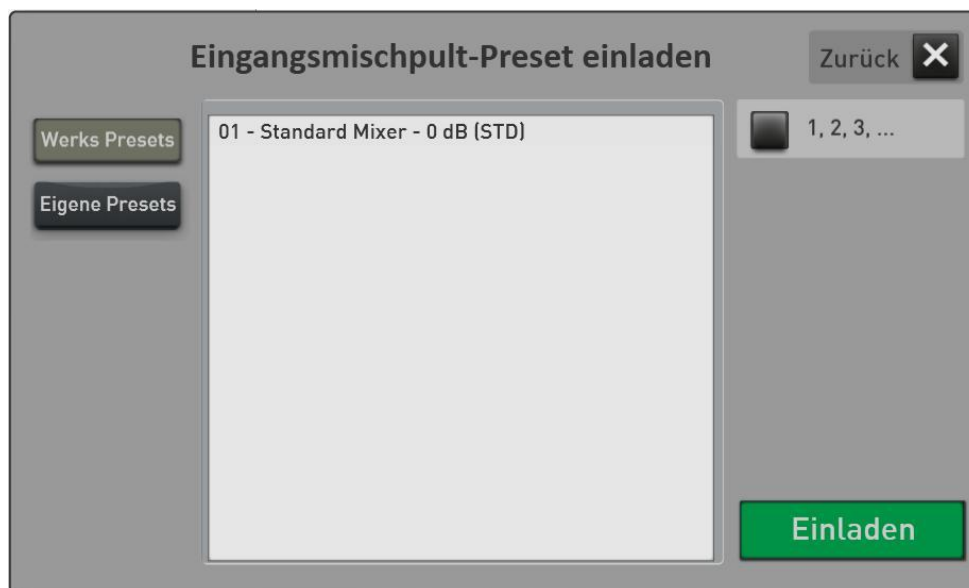 Eingangsmischpult-Preset einladen
Zurück
Werks Presets
Eigene Presets
01 - Standard Mixer - 0 dB (STD)
1, 2, 3, ...
Einladen